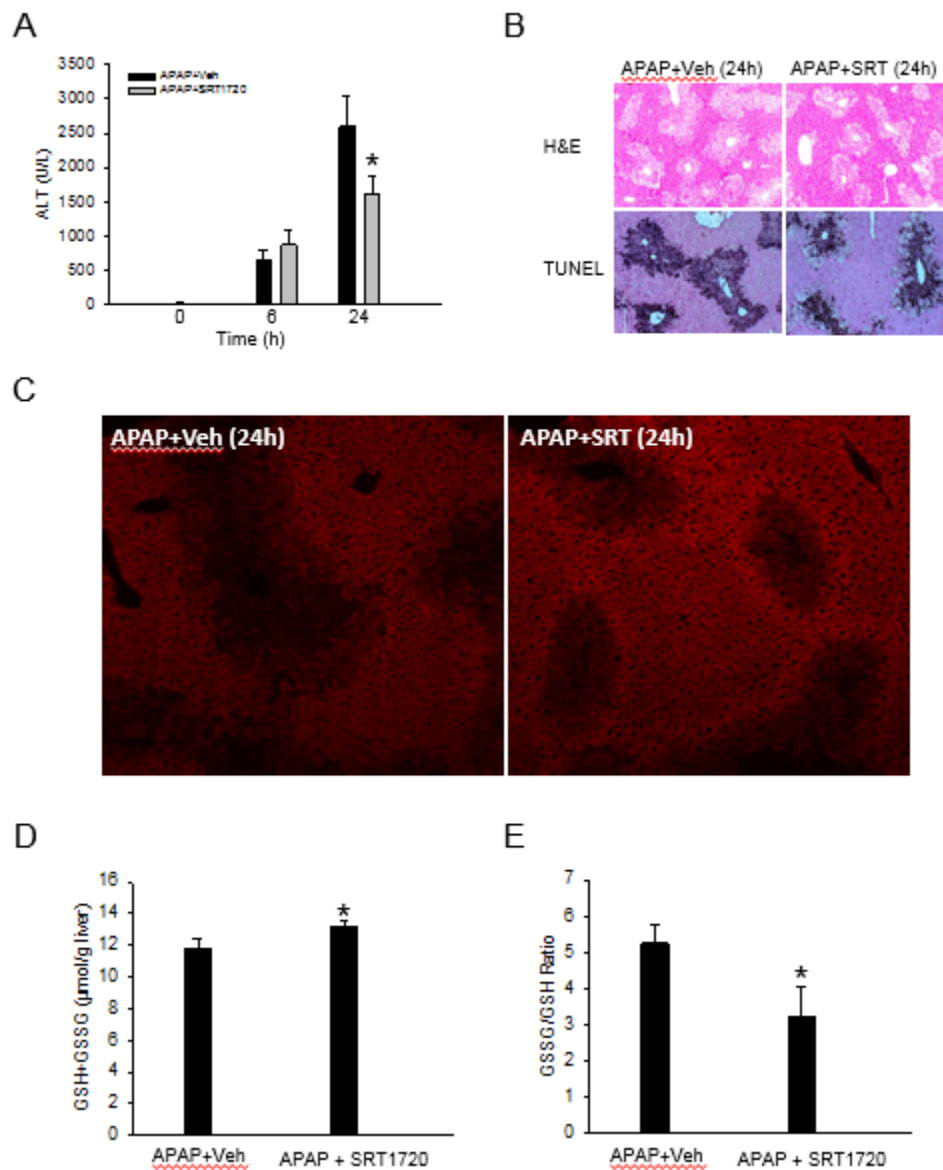 A
3500
3000
2500
2000
1500
1000
500
0
ALT (U/L)
APAP+Veh
APAP+SRT1720
*
0 6 24
Time (h)
B
APAP+Veh (24h) APAP+SRT (24h)
H&E
TUNEL
C
APAP+Veh (24h) APAP+SRT (24h)
D
16
14
12
10
8
6
4
2
0
GSH+GSSG (µmol/g liver)
*
APAP+Veh APAP + SRT1720
E
7
6
5
4
3
2
1
0
GSSG/GSH Ratio
*
APAP+Veh APAP + SRT1720